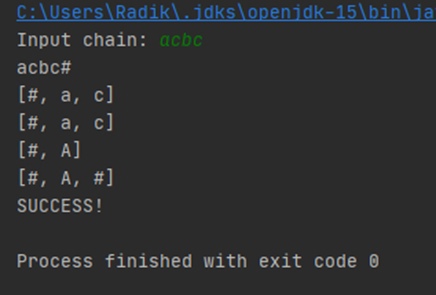 C:\Users\Radik\.jdks\openjdk-15\bin\ja
Input chain: acbc
acbc#
[#, a, c]
[#, a, c]
[#, A]
[#, A, #]
SUCCESS!
Process finished with exit code 0